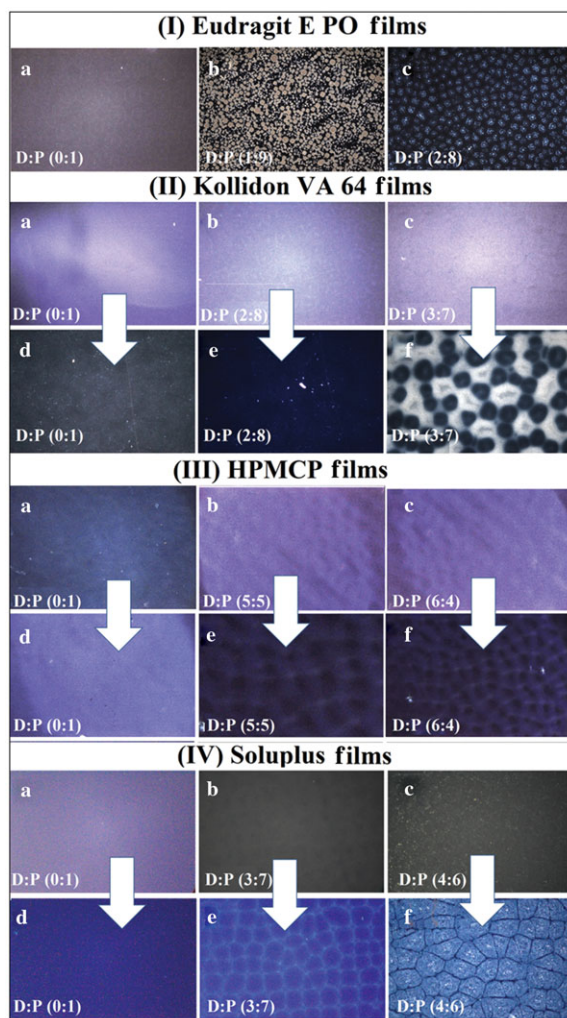 (I) Eudragit E PO films
a b c
D:P (0:1) D:P (1:9) D:P (2:8)
(II) Kollidon VA 64 films
a b c
D:P (0:1) D:P (2:8) D:P (3:7)
d e f
D:P (0:1) D:P (2:8) D:P (3:7)
(III) HPMCP films
a b c
D:P (0:1) D:P (5:5) D:P (6:4)
d e f
D:P (0:1) D:P (5:5) D:P (6:4)
(IV) Soluplus films
a b c
D:P (0:1) D:P (3:7) D:P (4:6)
d e f
D:P (0:1) D:P (3:7) D:P (4:6)